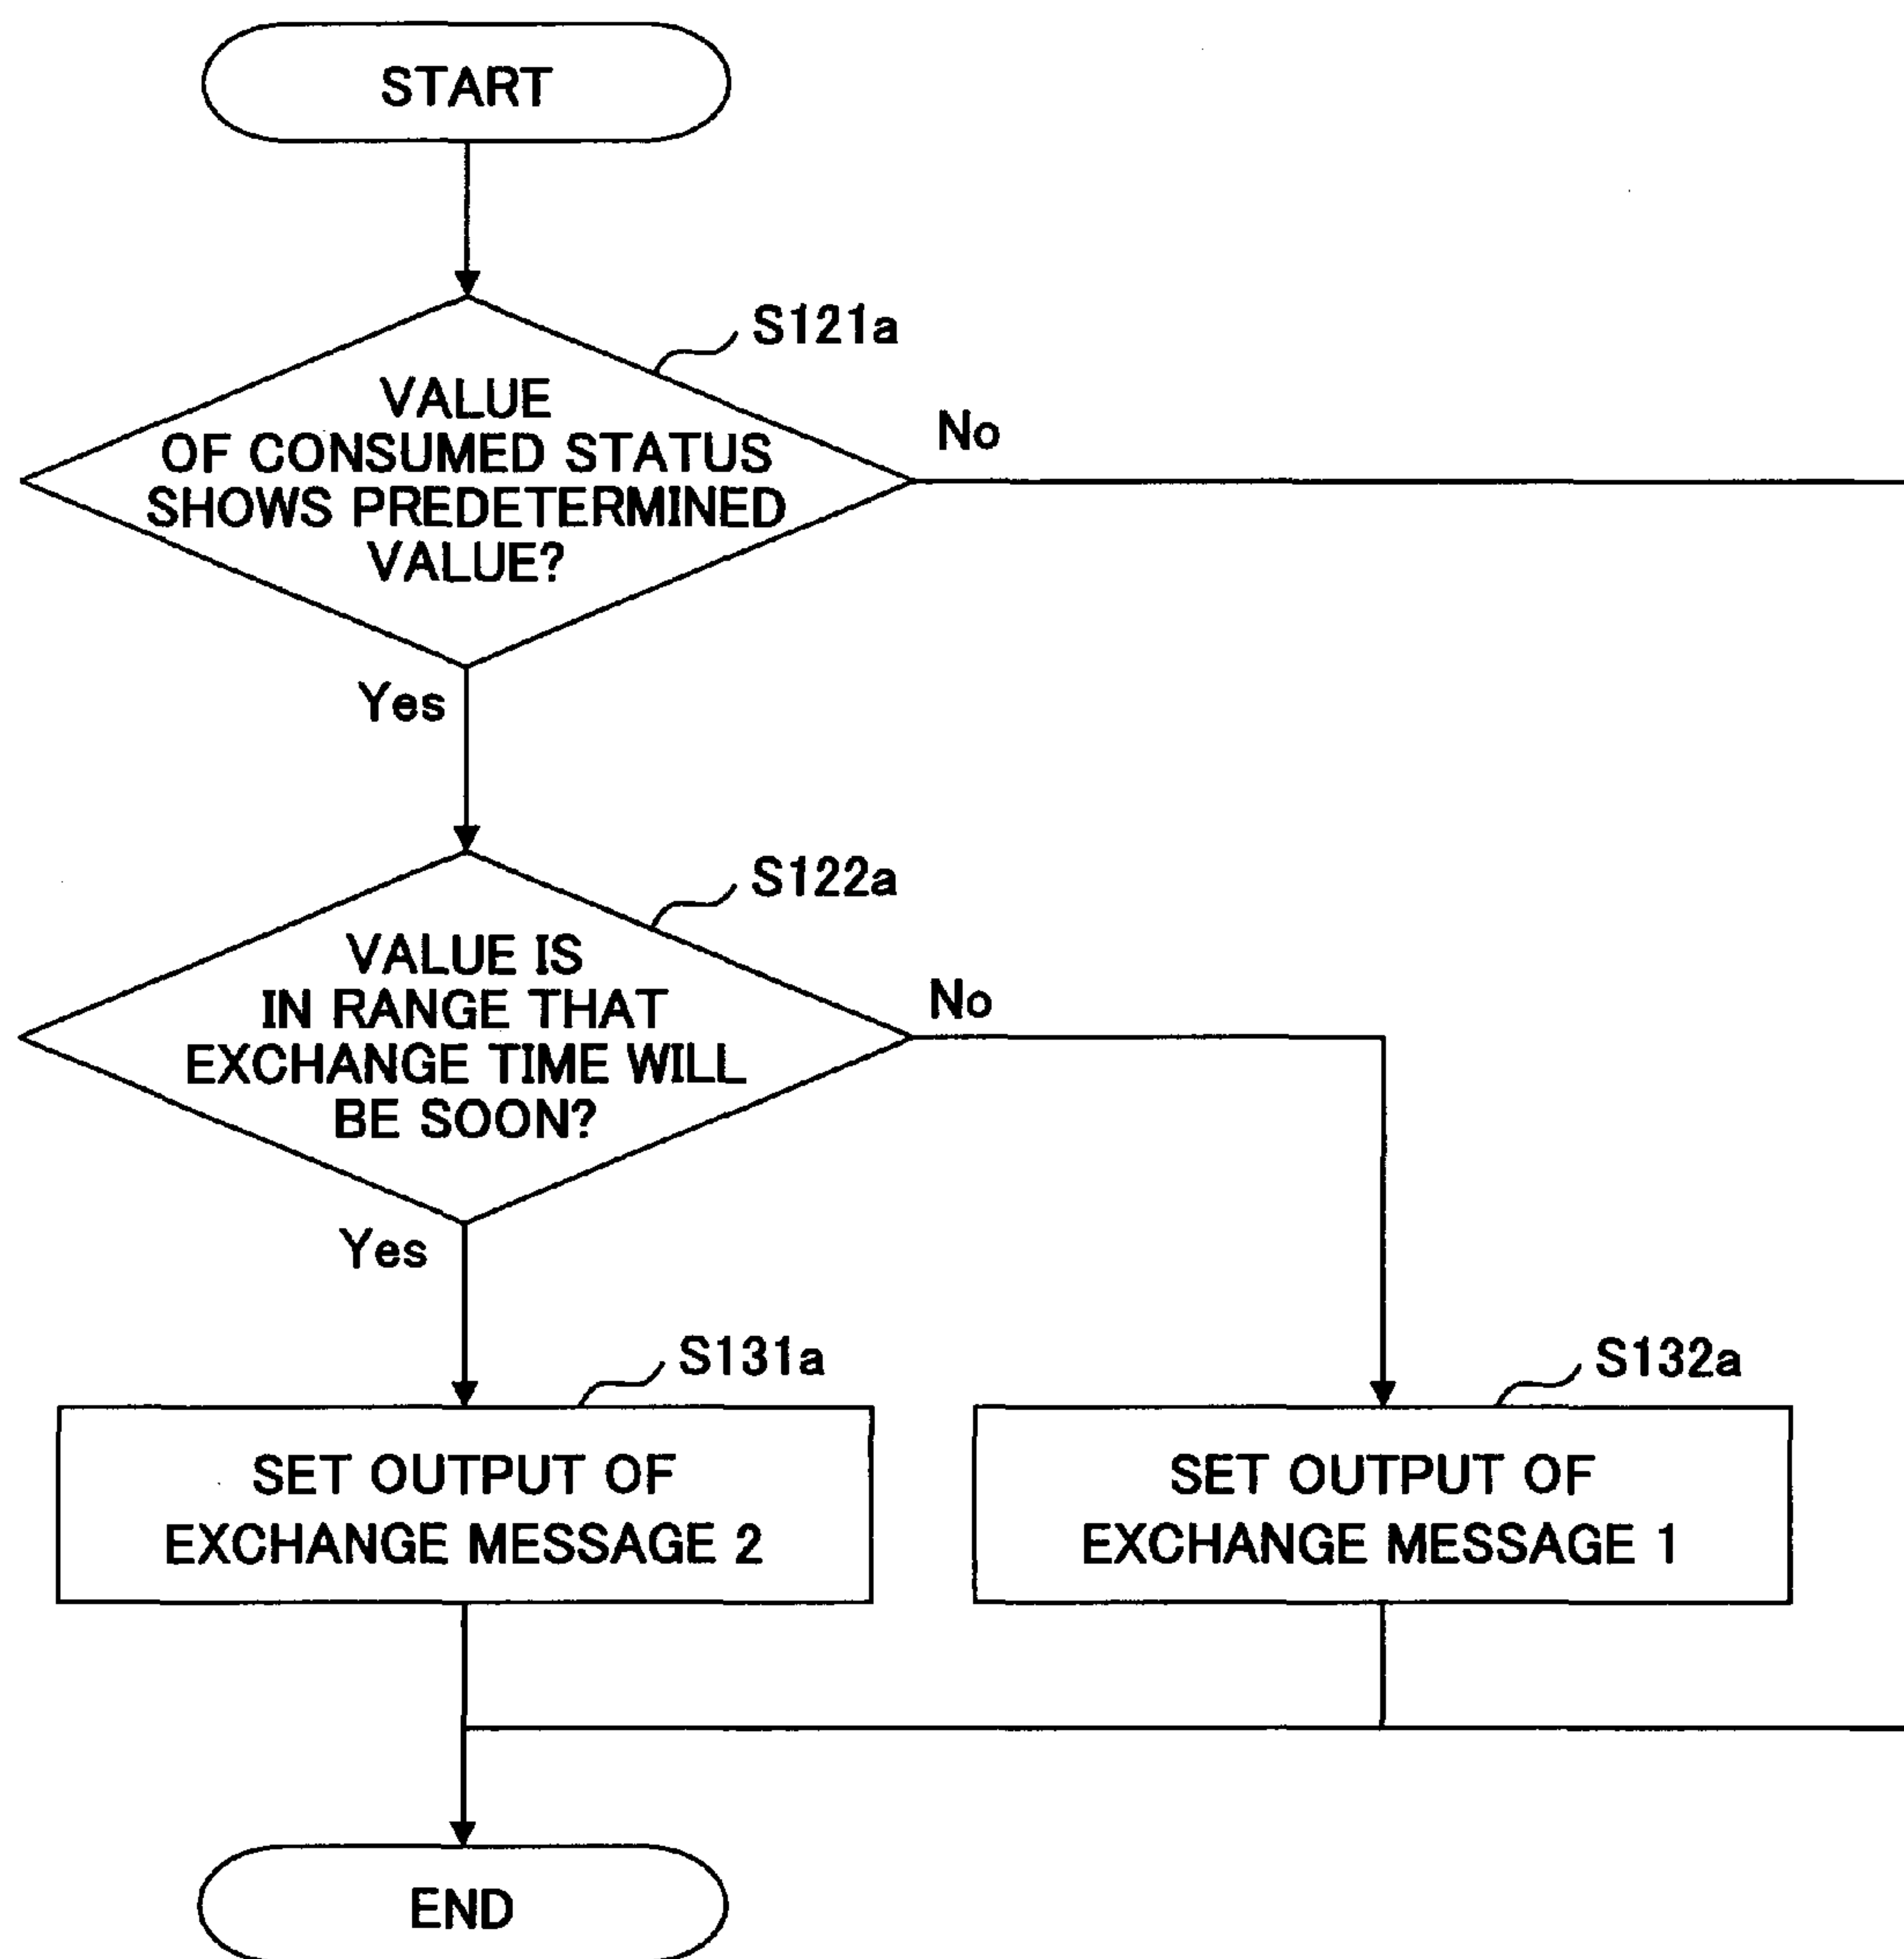 START
S121a
VALUE
OF CONSUMED STATUS
SHOWS PREDETERMINED
VALUE?
No
Yes
S122a
VALUE IS
IN RANGE THAT
EXCHANGE TIME WILL
BE SOON?
No
Yes
S131a
SET OUTPUT OF
EXCHANGE MESSAGE 2
S132a
SET OUTPUT OF
EXCHANGE MESSAGE 1
END